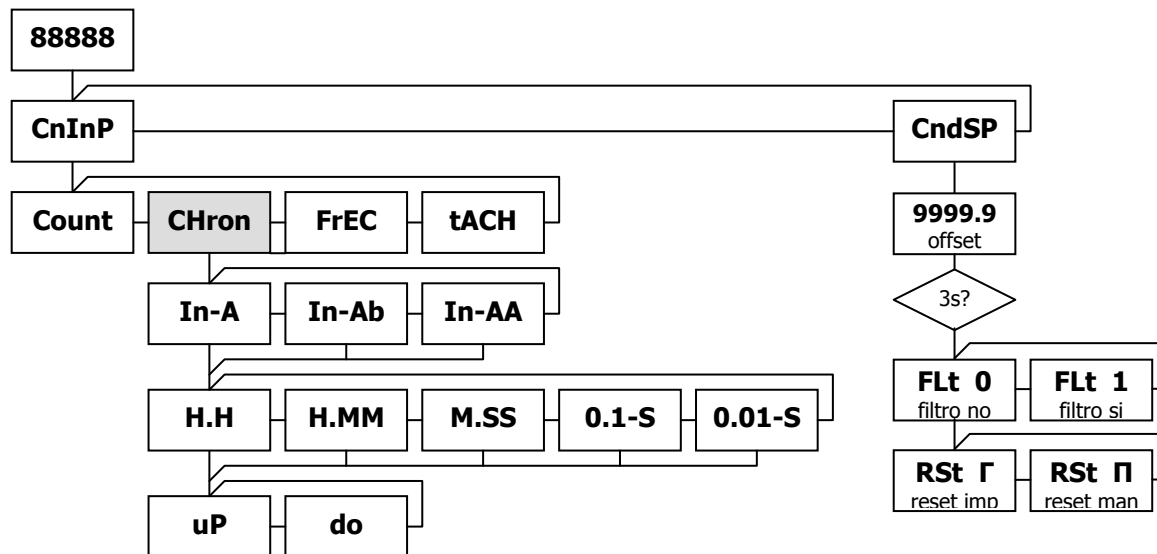 88888
CnInP
CndSP
Count CHron FrEC tACH
9999.9
offset
In-A In-Ab In-AA
3s?
H.H H.MM M.SS 0.1-S 0.01-S
FLt 0 FLt 1
filtro no filtro si
RSt Γ RSt Π
reset imp reset man
uP do